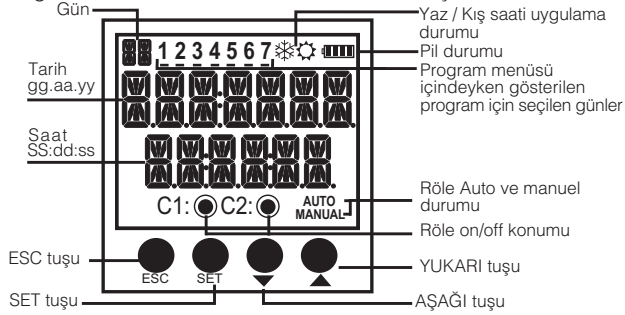 Gün
Yaz / Kış saati uygulama
durumu
1 2 3 4 5 6 7
Pil durumu
Tarih
gg.aa.yy
Program menüsü
içindeyken gösterilen
program için seçilen günler
Saat
SS:dd:ss
C1: C2: AUTO
MANUAL
Röle Auto ve manuel
durumu
Röle on/off konumu
ESC tuşu
ESC SET
YUKARI tuşu
SET tuşu
AŞAĞI tuşu